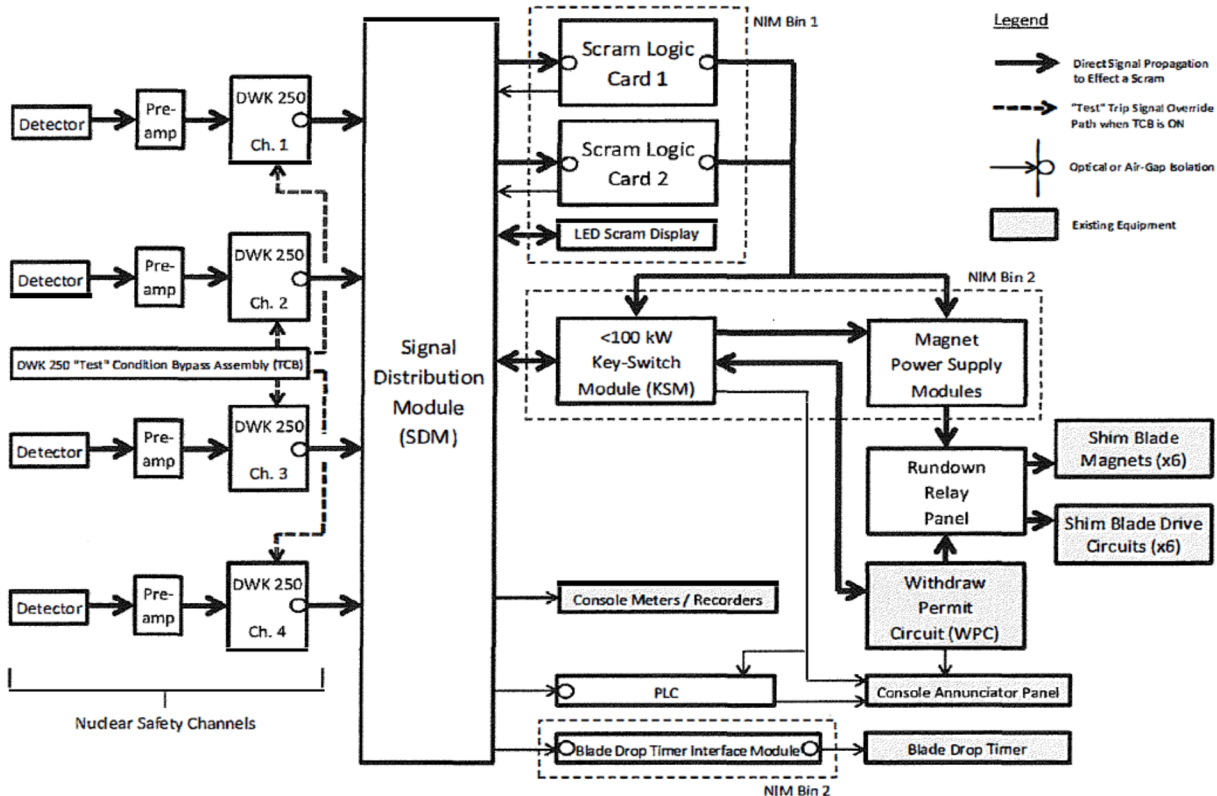 NIM Bin 1
Legend
Scram Logic
Card 1
Direct Signal Propagation
to Effect a Scram
"Test" Trip Signal Override
Path when TCB is ON
Optical or Air-Gap Isolation
Existing Equipment
Detector
Pre-
amp
DWK 250
Ch. 1
Scram Logic
Card 2
LED Scram Display
Detector
Pre-
amp
DWK 250
Ch. 2
NIM Bin 2
DWK 250 "Test" Condition Bypass Assembly (TCB)
Signal
Distribution
Module
(SDM)
<100 kW
Key-Switch
Module (KSM)
Magnet
Power Supply
Modules
Detector
Pre-
amp
DWK 250
Ch. 3
Rundown
Relay
Panel
Shim Blade
Magnets (x6)
Shim Blade Drive
Circuits (x6)
Detector
Pre-
amp
DWK 250
Ch. 4
Console Meters / Recorders
Withdraw
Permit
Circuit (WPC)
PLC
Console Annunciator Panel
Nuclear Safety Channels
Blade Drop Timer Interface Module
Blade Drop Timer
NIM Bin 2